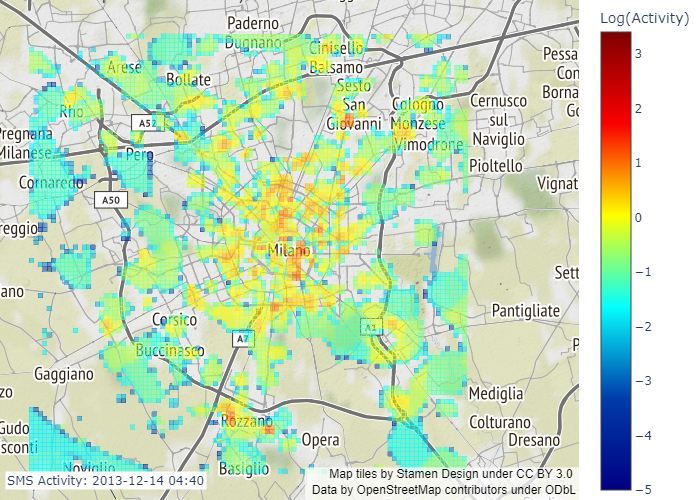 Log(Activity)
3
2
1
0
−1
−2
−3
−4
−5
Paderno
Dugnano
Cinisello
Balsamo
Arese
Bollate
Sesto
San
Giovanni
Rho
Cologno
Monzese
Cernusco
sul
Naviglio
Pessa
Borna
A52
Pregnana
Milanese
Pero
Vimodrone
Pioltello
Cornaredo
Vignat
A50
reggio
Milano
Sett
ano
Pantigliate
Corsico
A1
A7
Buccinasco
Gaggiano
Mediglia
Rozzano
Colturano
Dresano
Gudo
sconti
Opera
Noviglio
Basiglio
SMS Activity: 2013-12-14 04:40
Map tiles by Stamen Design under CC BY 3.0
Data by OpenStreetMap contributors under ODbL